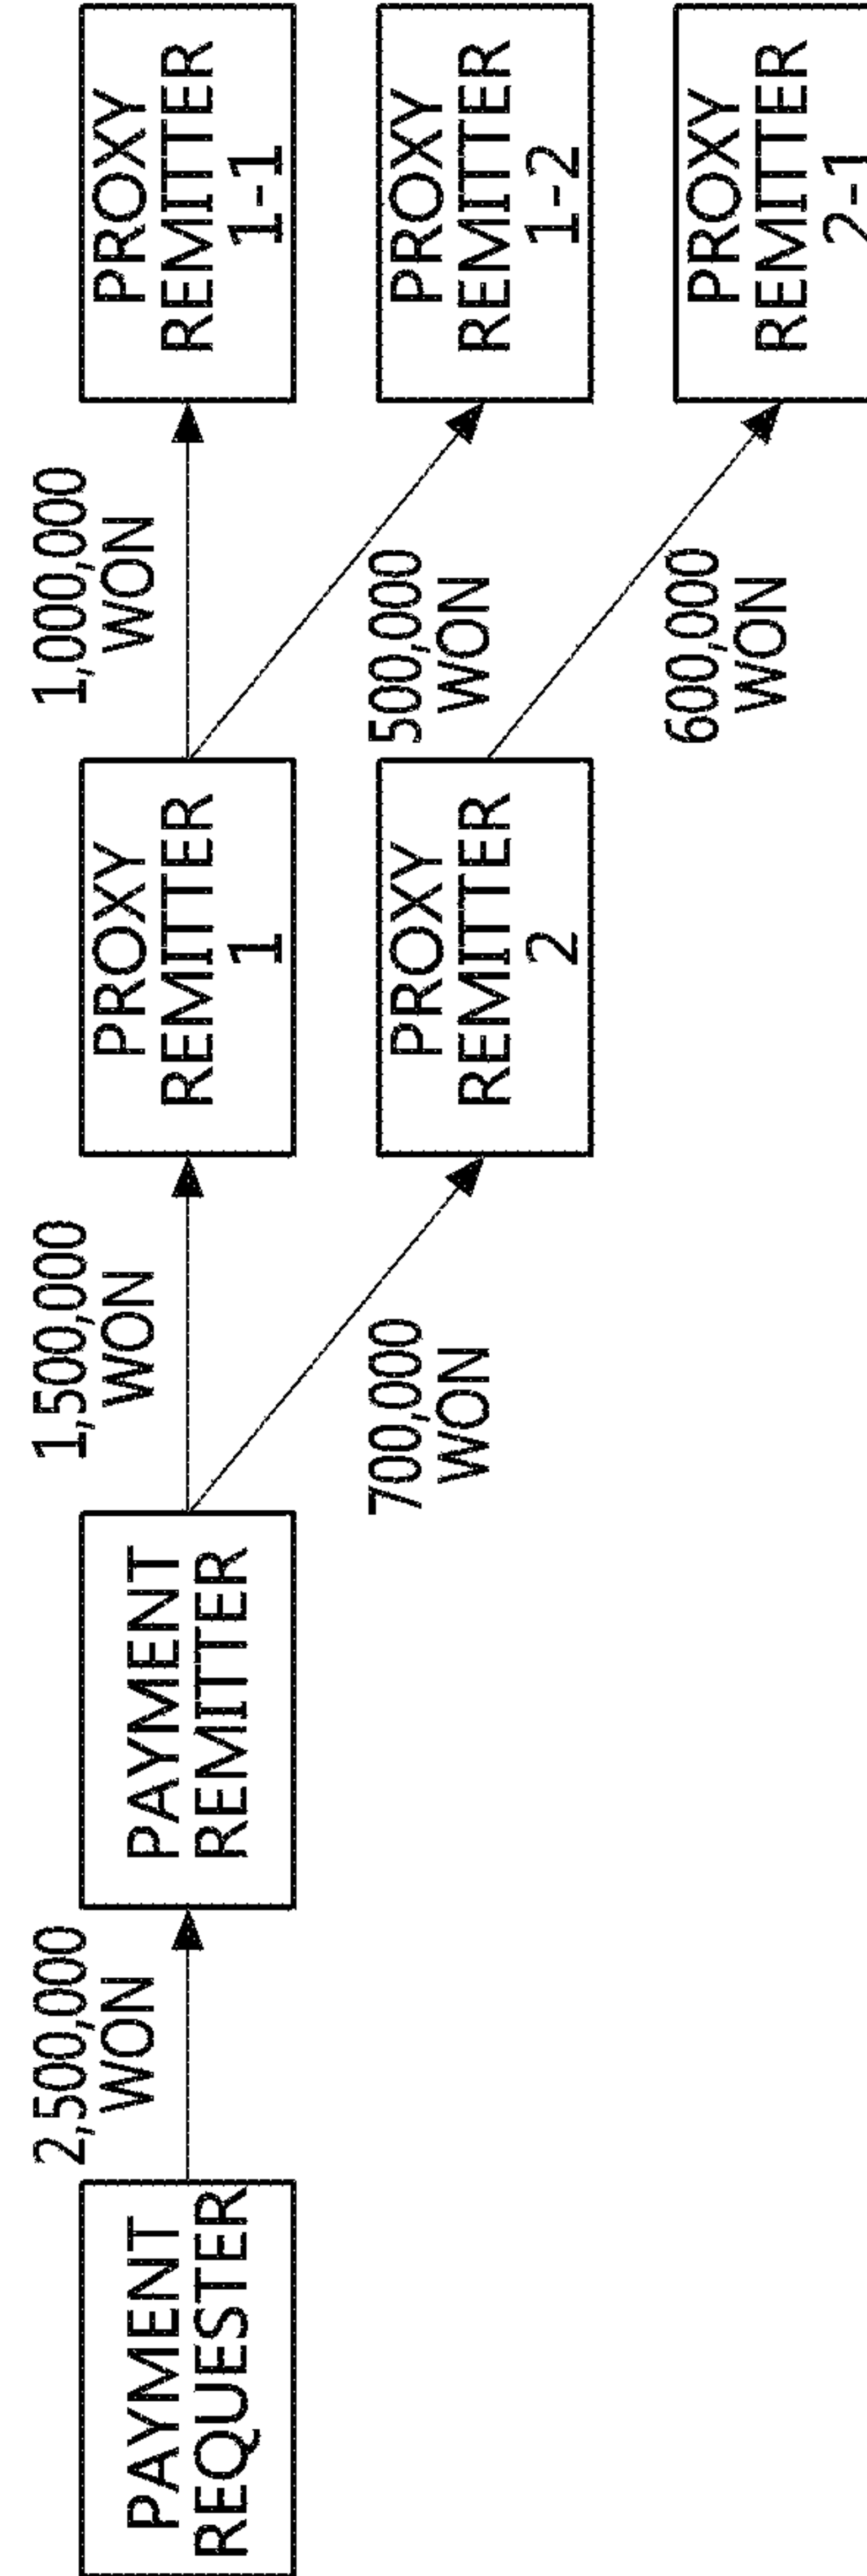 PAYMENT
REQUESTER
2,500,000
WON
PAYMENT
REMITTER
1,500,000
WON
700,000
WON
PROXY
REMITTER
1
PROXY
REMITTER
2
1,000,000
WON
500,000
WON
600,000
WON
PROXY
REMITTER
1-1
PROXY
REMITTER
1-2
PROXY
REMITTER
2-1